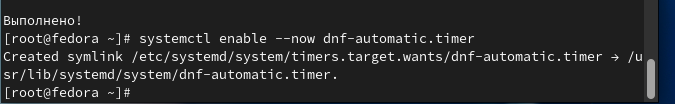 Выполнено!
[root@fedora ~]# systemctl enable --now dnf-automatic.timer
Created symlink /etc/systemd/system/timers.target.wants/dnf-automatic.timer → /u
sr/lib/systemd/system/dnf-automatic.timer.
[root@fedora ~]#